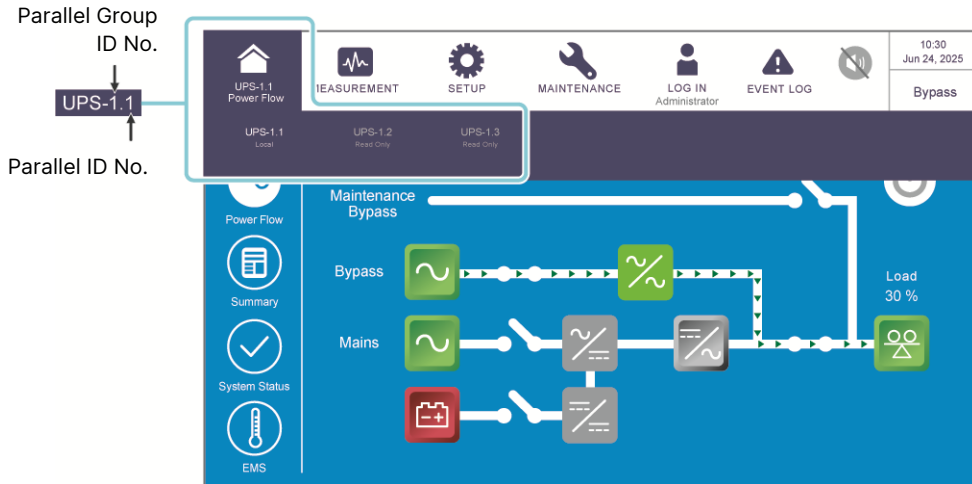 Parallel Group
ID No.
UPS-1.1
Parallel ID No.
UPS-1.1
Power Flow
MEASUREMENT
SETUP
MAINTENANCE
LOG IN
Administrator
EVENT LOG
10:30
Jun 24, 2025
Bypass
UPS-1.1
Local
UPS-1.2
Read Only
UPS-1.3
Read Only
Power Flow
Summary
System Status
EMS
Maintenance
Bypass
Bypass
Mains
Load
30 %